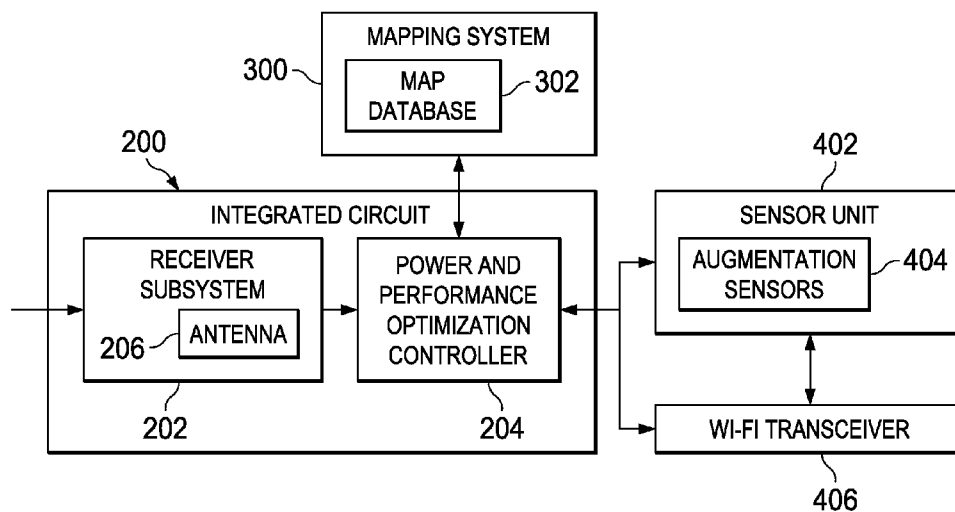 MAPPING SYSTEM
300
MAP
DATABASE
302
200
INTEGRATED CIRCUIT
RECEIVER
SUBSYSTEM
206
ANTENNA
202
POWER AND
PERFORMANCE
OPTIMIZATION
CONTROLLER
204
402
SENSOR UNIT
AUGMENTATION
SENSORS
404
WI-FI TRANSCEIVER
406